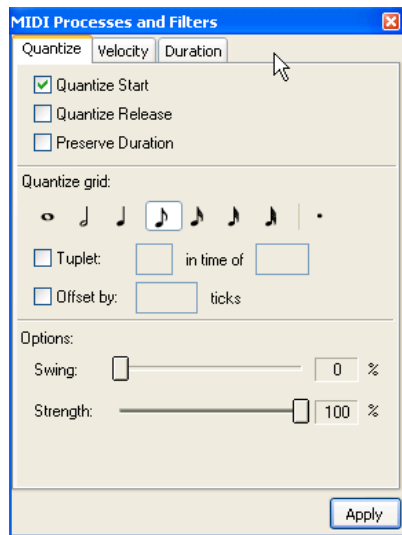 MIDI Processes and Filters
Quantize Velocity Duration
Quantize Start
Quantize Release
Preserve Duration
Quantize grid:
Tuplet: in time of
Offset by: ticks
Options:
Swing: 0 %
Strength: 100 %
Apply